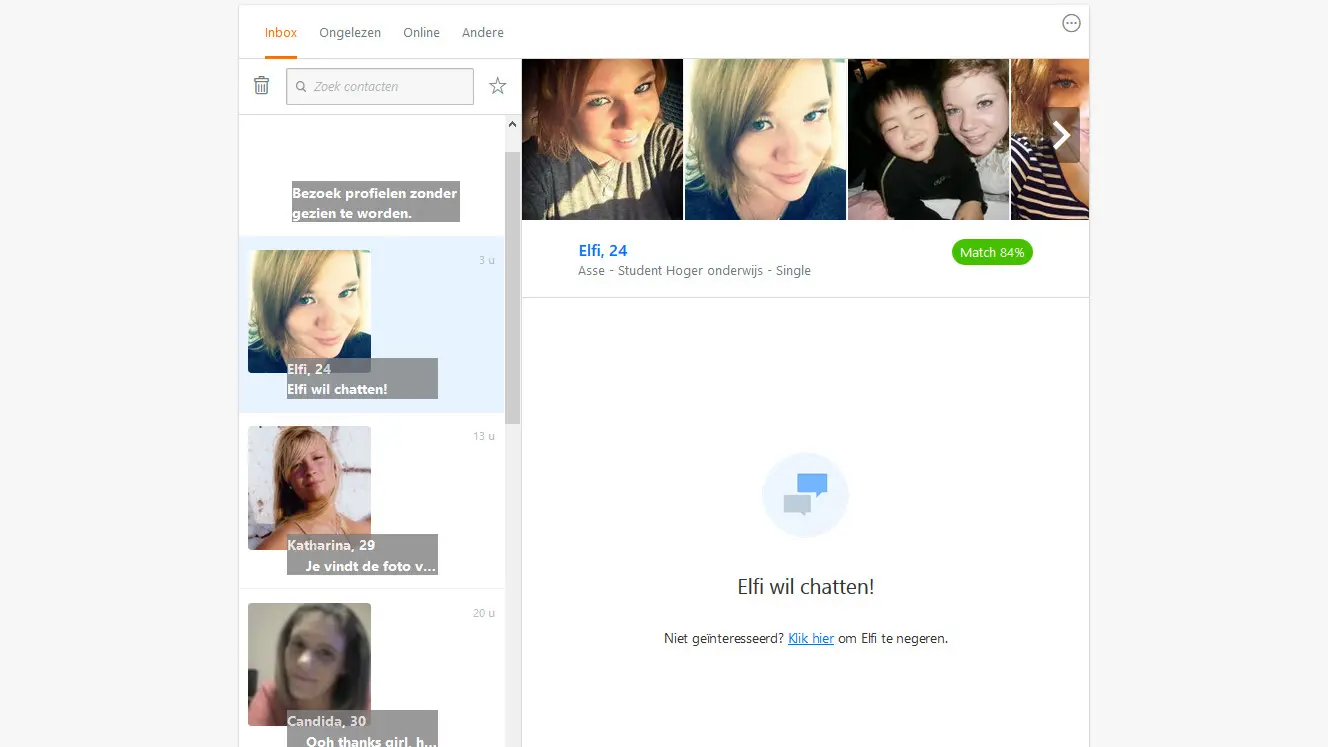 Inbox Ongelezen Online Andere
Zoek contacten
Bezoek profielen zonder
gezien te worden.
3 u
Elfi, 24
Elfi wil chatten!
13 u
Katharina, 29
Je vindt de foto v...
20 u
Candida, 30
Ooh thanks girl, h...
Elfi, 24
Match 84%
Asse - Student Hoger onderwijs - Single
Elfi wil chatten!
Niet geïnteresseerd? Klik hier om Elfi te negeren.